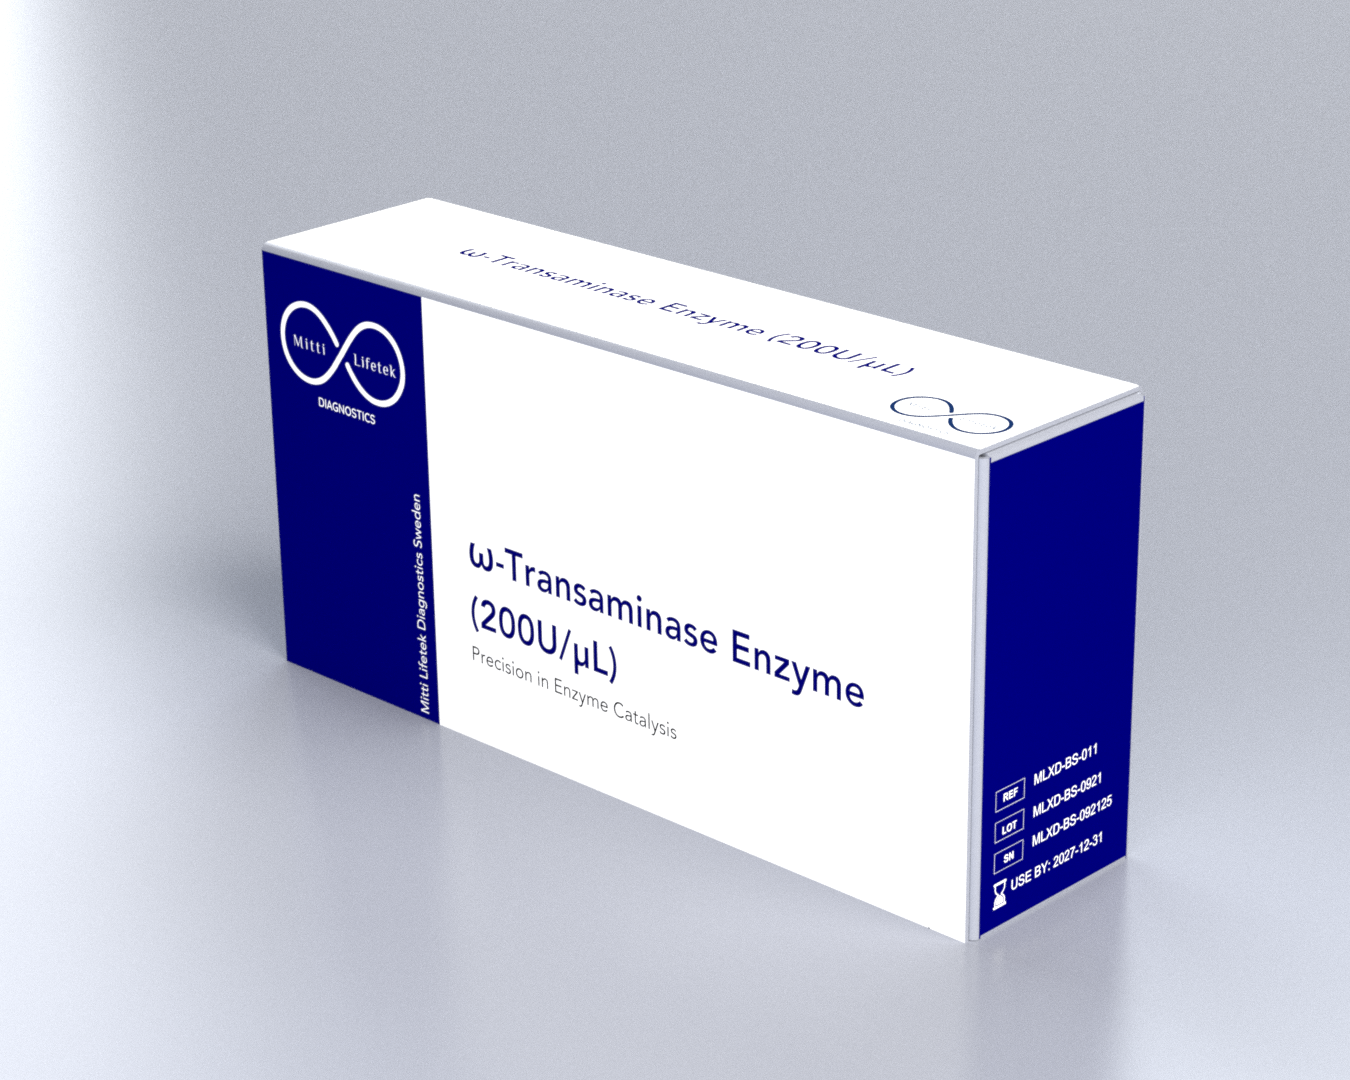 ω-Transaminase Enzyme (200U/μL)
Mitti
Lifetek
DIAGNOSTICS
Mitti Lifetek Diagnostics Sweden
ω-Transaminase Enzyme
(200U/μL)
Precision in Enzyme Catalysis
REF MLXD-BS-011
LOT MLXD-BS-0921
SN MLXD-BS-092125
USE BY: 2027-12-31